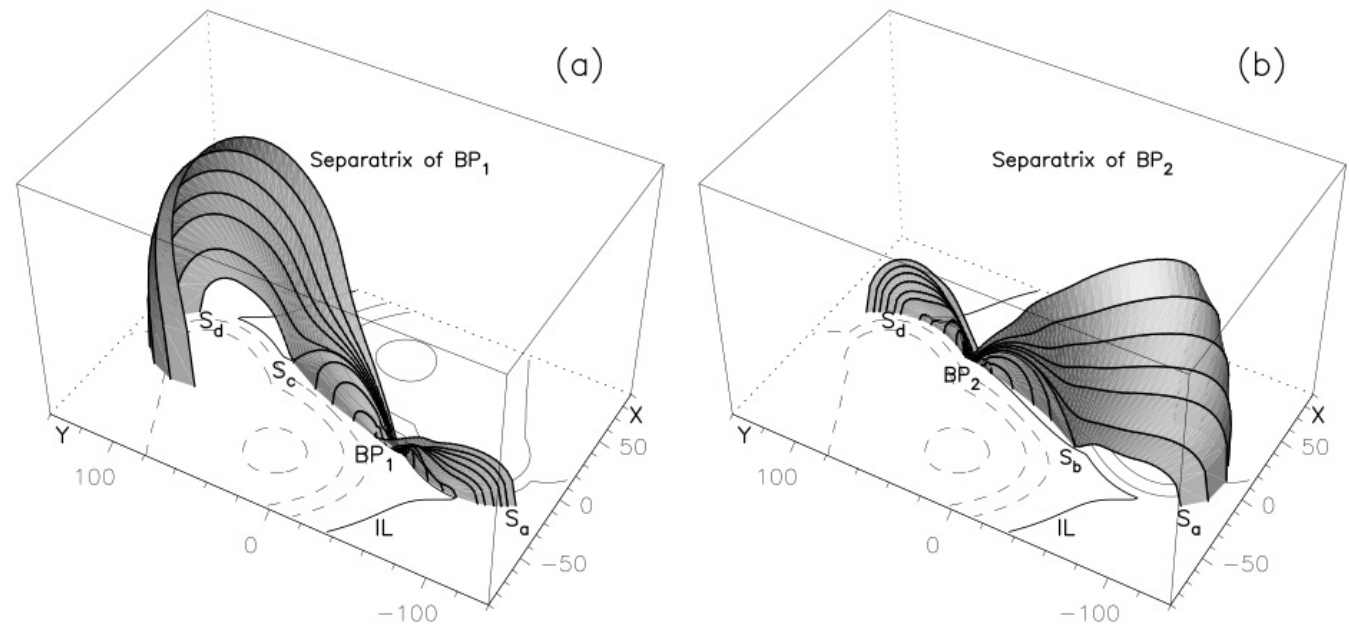 (a)
Separatrix of BP1
Sd
Sc
BP1
Sa
IL
Y
X
100
0
−100
50
0
−50
(b)
Separatrix of BP2
Sd
BP2
Sb
Sa
IL
Y
X
100
0
−100
50
0
−50